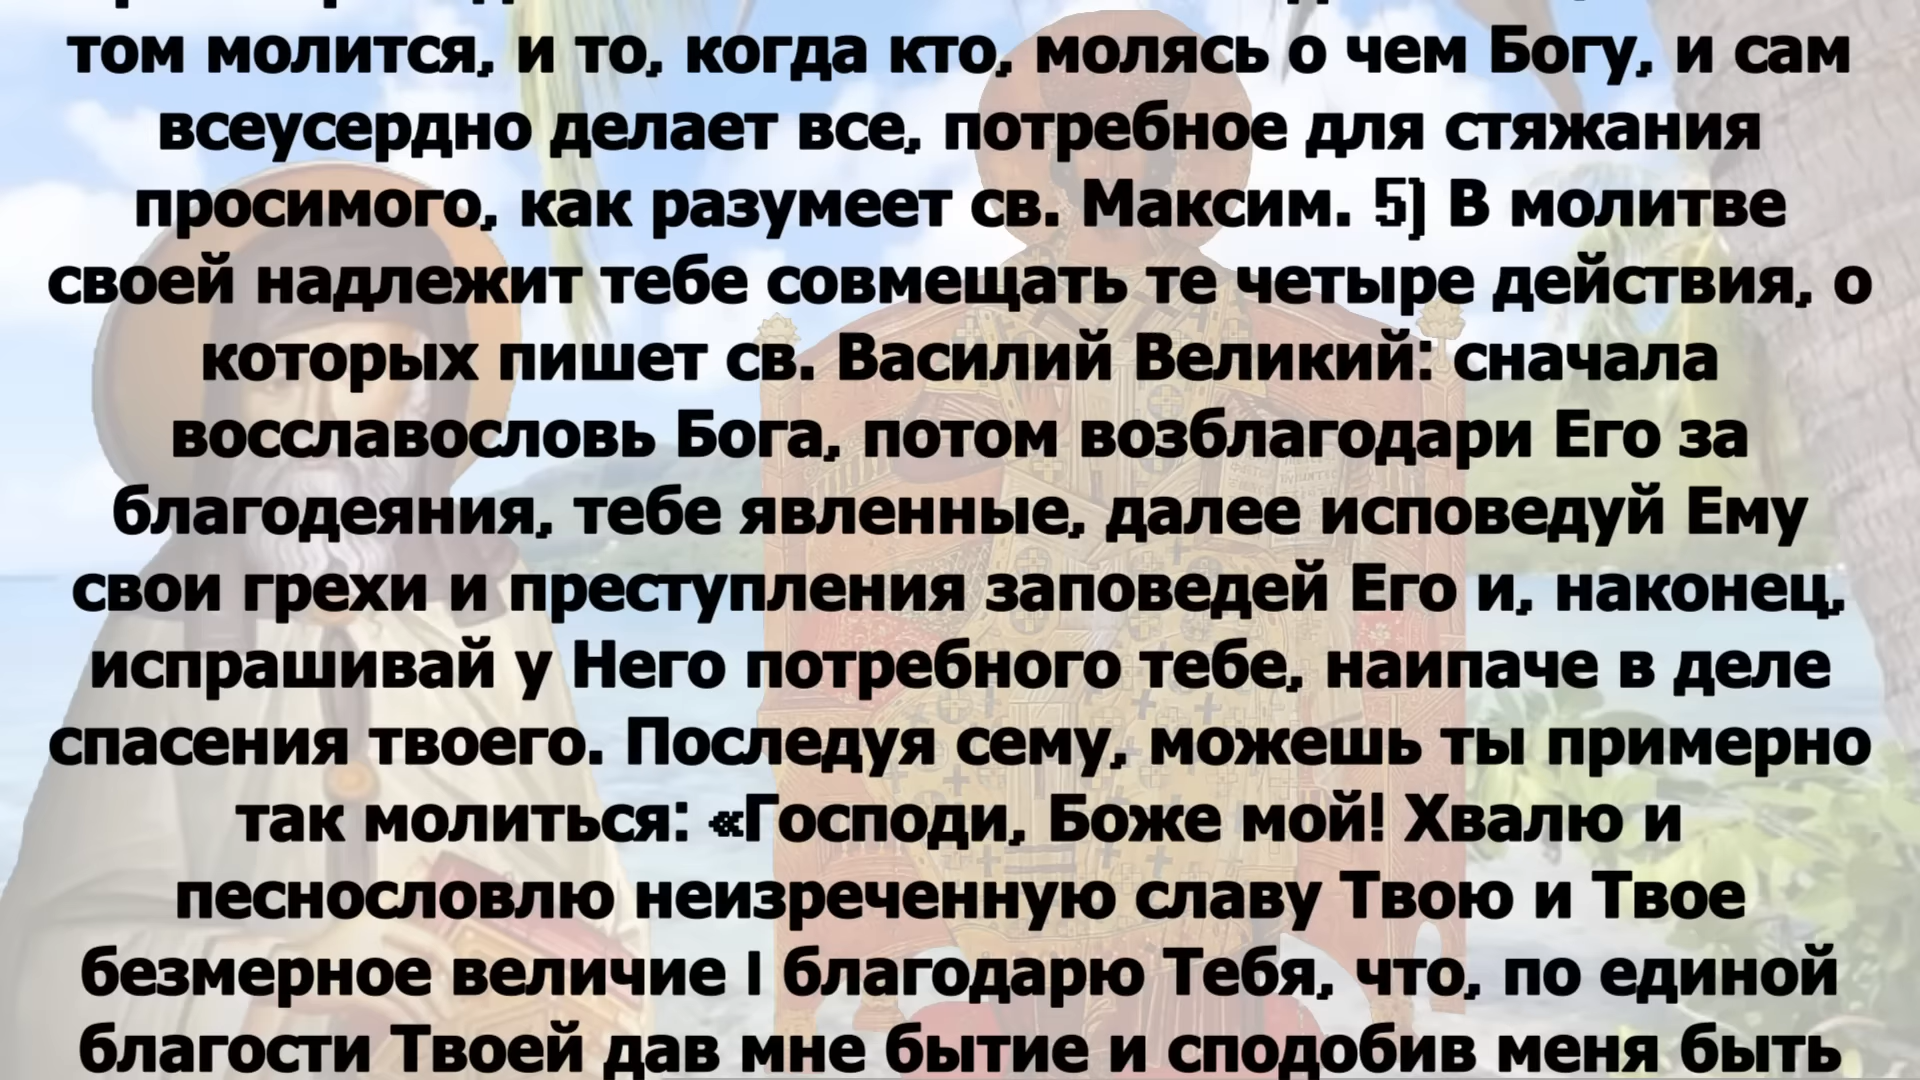 том молится, и то, когда кто, молясь о чем Богу, и сам
всеусердно делает все, потребное для стяжания
просимого, как разумеет св. Максим. 5) В молитве
своей надлежит тебе совмещать те четыре действия, о
которых пишет св. Василий Великий: сначала
восславословь Бога, потом возблагодари Его за
благодеяния, тебе явленные, далее исповедуй Ему
свои грехи и преступления заповедей Его и, наконец,
испрашивай у Него потребного тебе, наипаче в деле
спасения твоего. Последуя сему, можешь ты примерно
так молиться: «Господи, Боже мой! Хвалю и
песнословлю неизреченную славу Твою и Твое
безмерное величие I благодарю Тебя, что, по единой
благости Твоей дав мне бытие и сподобив меня быть